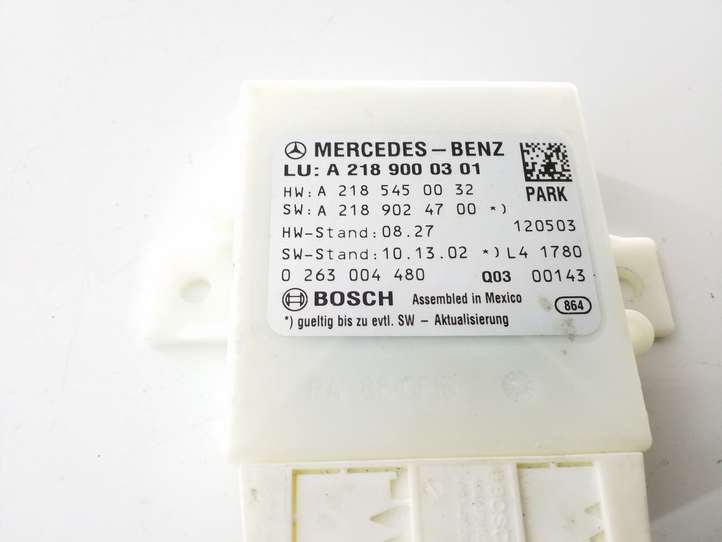 MERCEDES-BENZ
LU: A 218 900 03 01
HW: A 218 545 00 32
PARK
SW: A 218 902 47 00 *)
HW-Stand: 08.27
120503
SW-Stand: 10.13.02 *) L4 1780
0 263 004 480 Q03 00143
BOSCH Assembled in Mexico
864
*) gueltig bis zu evtl. SW - Aktualisierung